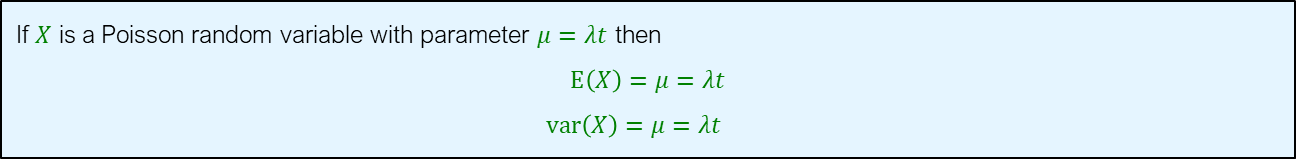 If X is a Poisson random variable with parameter μ = λt then
E(X) = μ = λt
var(X) = μ = λt